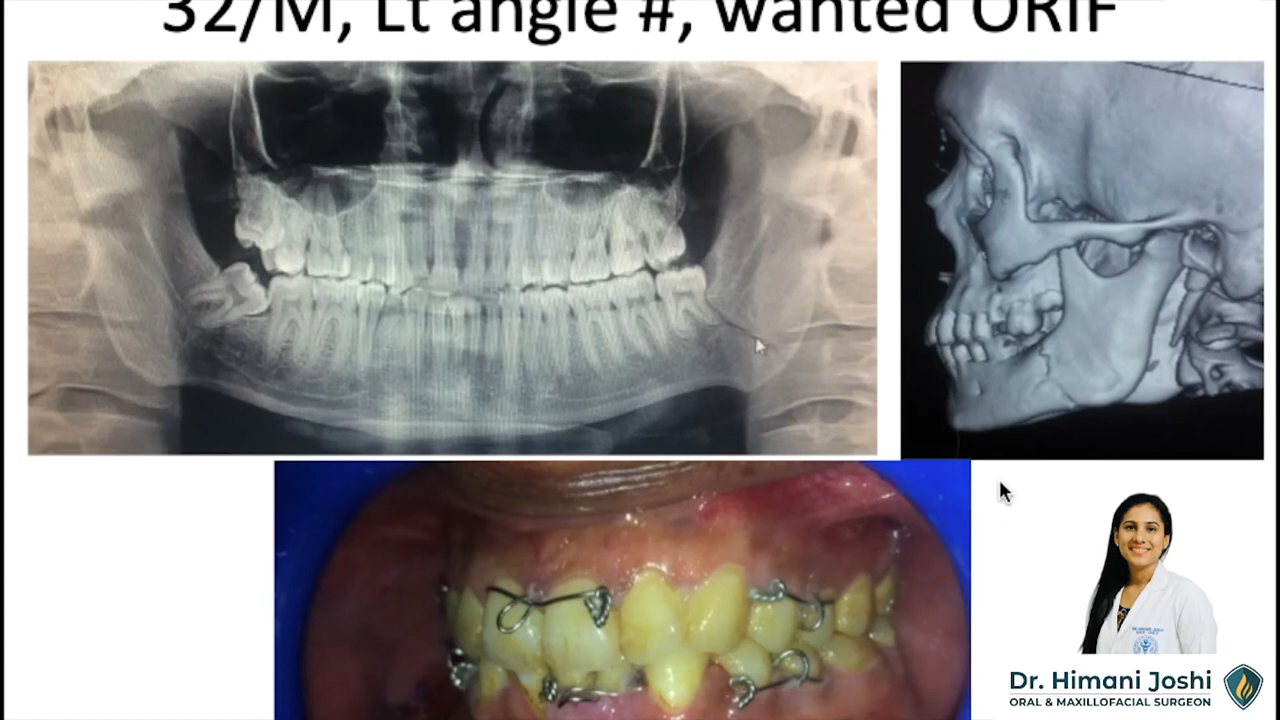 32/M, Lt angle #, wanted ORIF
Dr. Himani Joshi
ORAL & MAXILLOFACIAL SURGEON